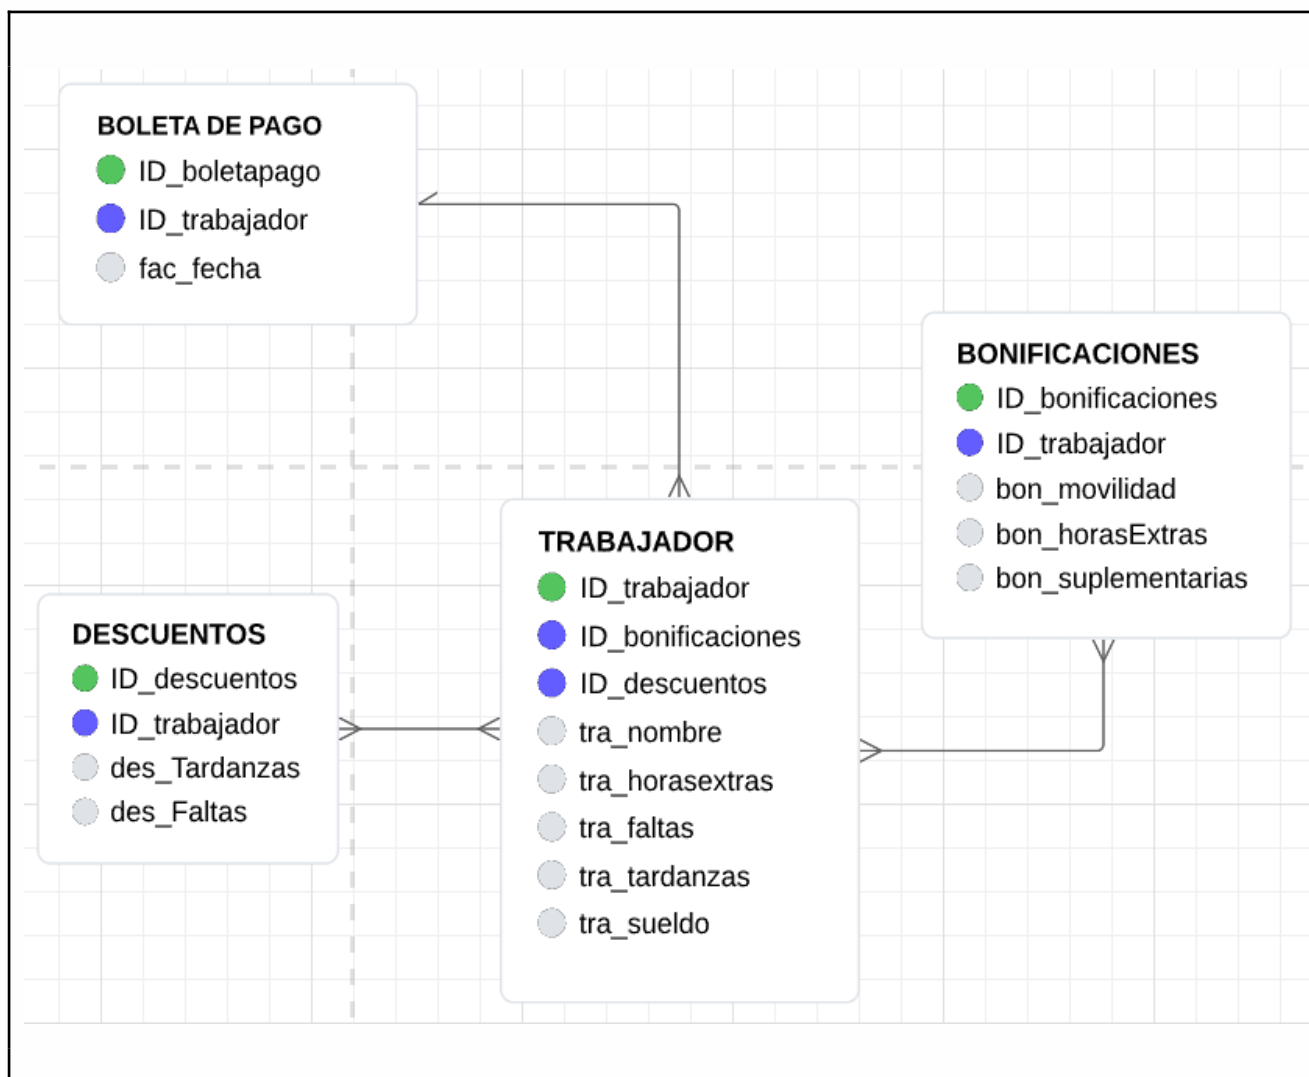 BOLETA DE PAGO
ID_boletapago
ID_trabajador
fac_fecha
BONIFICACIONES
ID_bonificaciones
ID_trabajador
bon_movilidad
bon_horasExtras
bon_suplementarias
TRABAJADOR
ID_trabajador
ID_bonificaciones
ID_descuentos
tra_nombre
tra_horasextras
tra_faltas
tra_tardanzas
tra_sueldo
DESCUENTOS
ID_descuentos
ID_trabajador
des_Tardanzas
des_Faltas